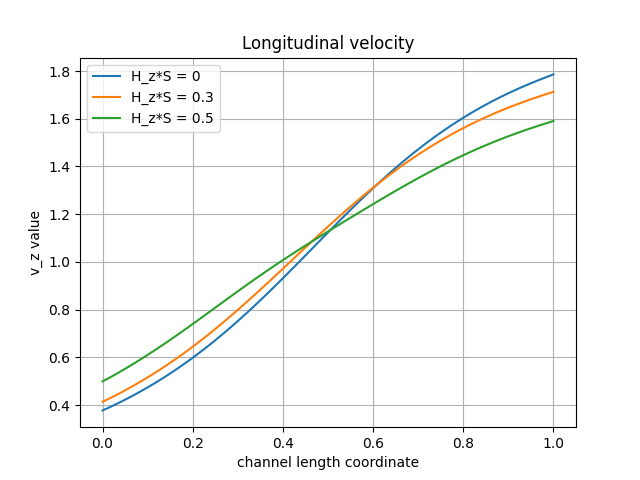 Longitudinal velocity
H_z*S = 0
H_z*S = 0.3
H_z*S = 0.5
v_z value
1.8
1.6
1.4
1.2
1.0
0.8
0.6
0.4
0.0 0.2 0.4 0.6 0.8 1.0
channel length coordinate